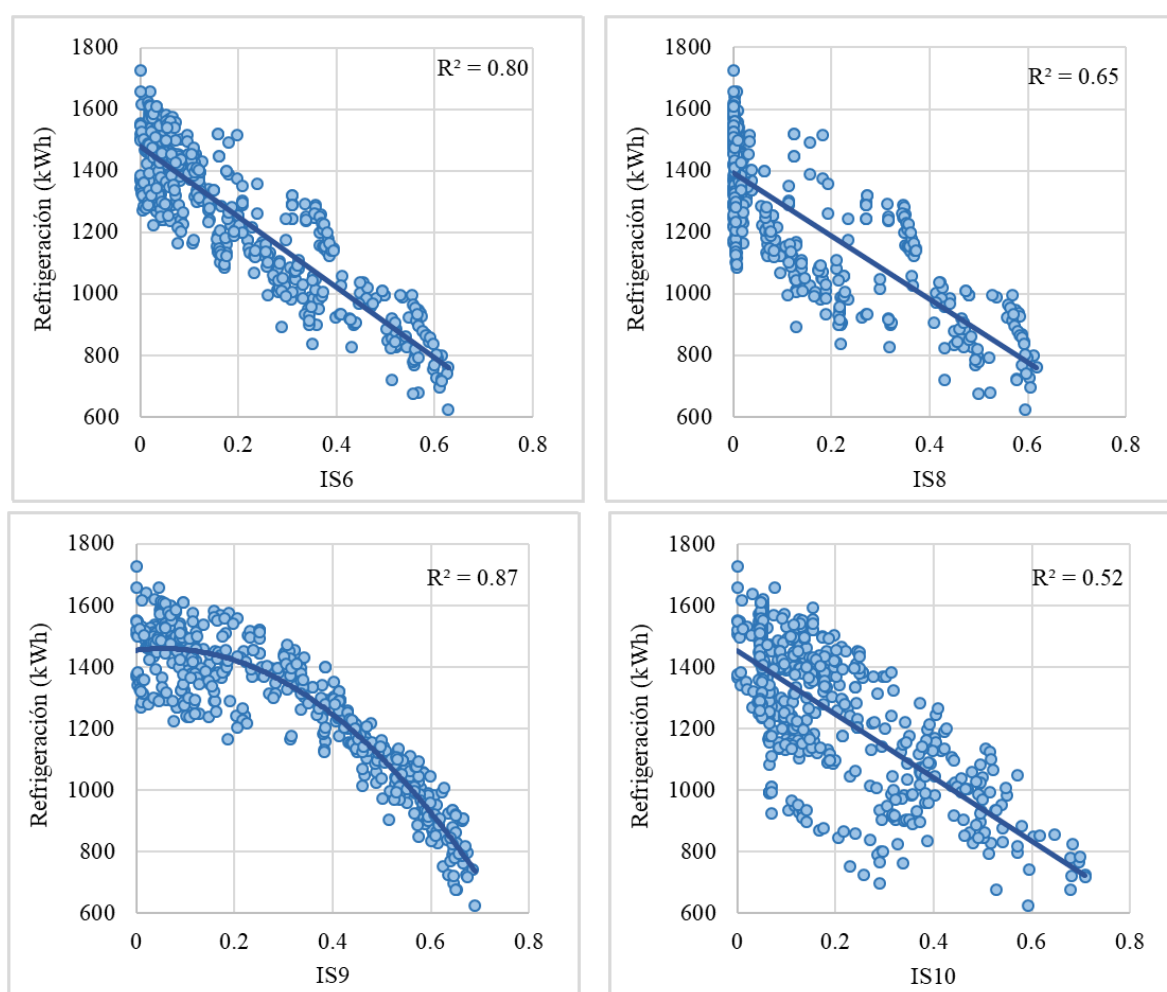 1800
1600
1400
1200
1000
800
600
Refrigeración (kWh)
R² = 0.80
0 0.2 0.4 0.6 0.8
IS6
1800
1600
1400
1200
1000
800
600
Refrigeración (kWh)
R² = 0.65
0 0.2 0.4 0.6 0.8
IS8
1800
1600
1400
1200
1000
800
600
Refrigeración (kWh)
R² = 0.87
0 0.2 0.4 0.6 0.8
IS9
1800
1600
1400
1200
1000
800
600
Refrigeración (kWh)
R² = 0.52
0 0.2 0.4 0.6 0.8
IS10